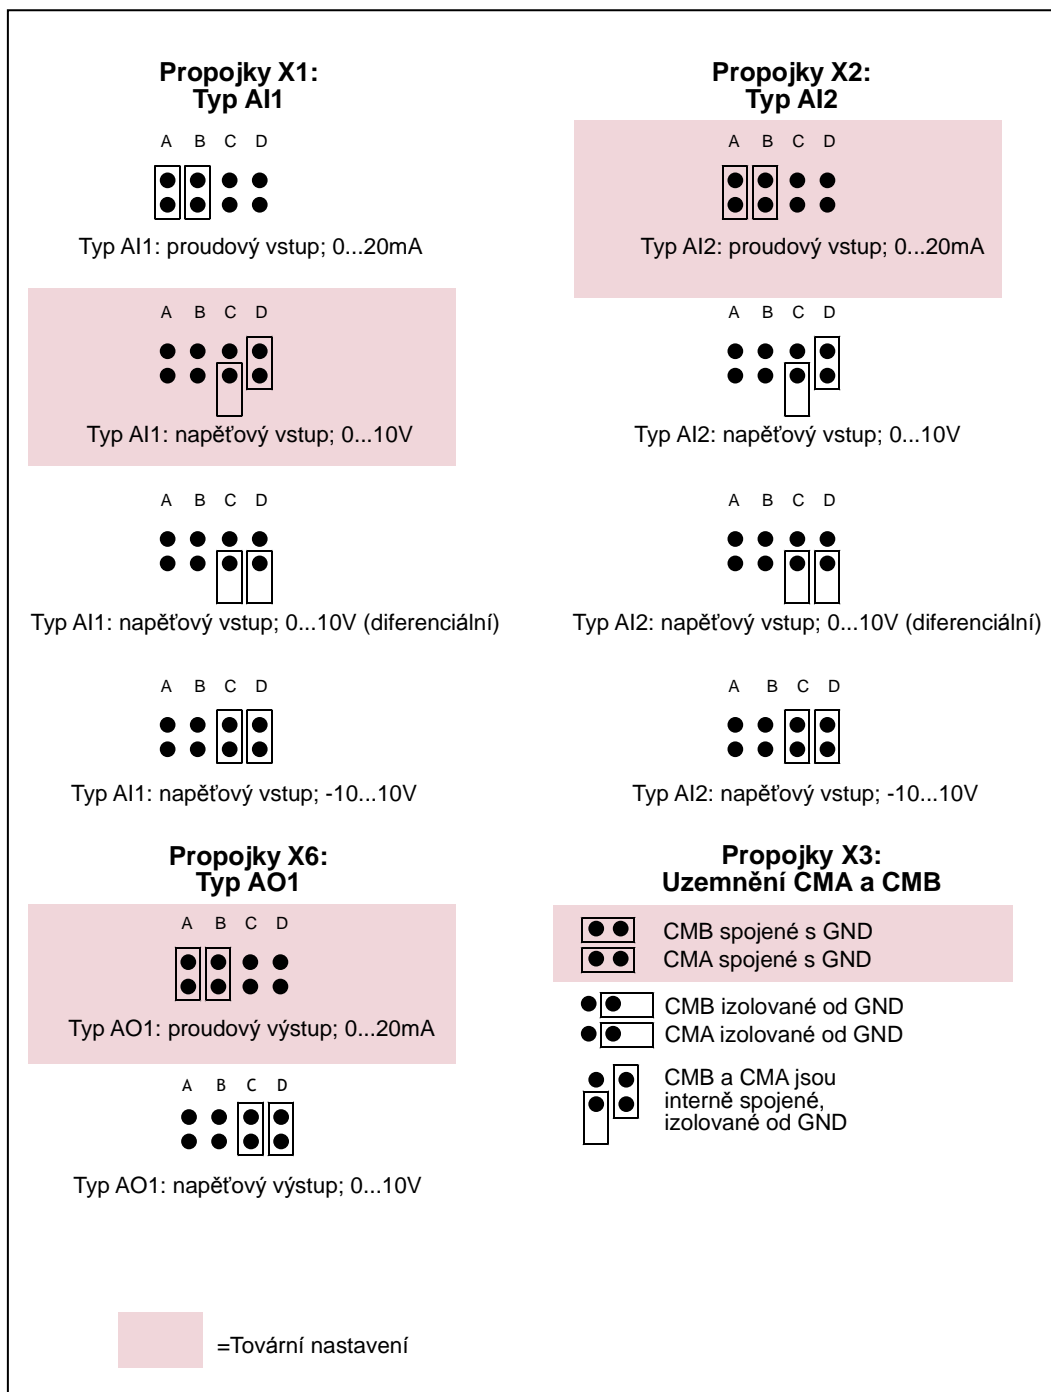 Propojky X1:
Typ AI1
A B C D
Typ AI1: proudový vstup; 0...20mA
A B C D
Typ AI1: napěťový vstup; 0...10V
A B C D
Typ AI1: napěťový vstup; 0...10V (diferenciální)
A B C D
Typ AI1: napěťový vstup; -10...10V
Propojky X2:
Typ AI2
A B C D
Typ AI2: proudový vstup; 0...20mA
A B C D
Typ AI2: napěťový vstup; 0...10V
A B C D
Typ AI2: napěťový vstup; 0...10V (diferenciální)
A B C D
Typ AI2: napěťový vstup; -10...10V
Propojky X6:
Typ AO1
A B C D
Typ AO1: proudový výstup; 0...20mA
A B C D
Typ AO1: napěťový výstup; 0...10V
Propojky X3:
Uzemnění CMA a CMB
CMB spojené s GND
CMA spojené s GND
CMB izolované od GND
CMA izolované od GND
CMB a CMA jsou
interně spojené,
izolované od GND
=Tovární nastavení